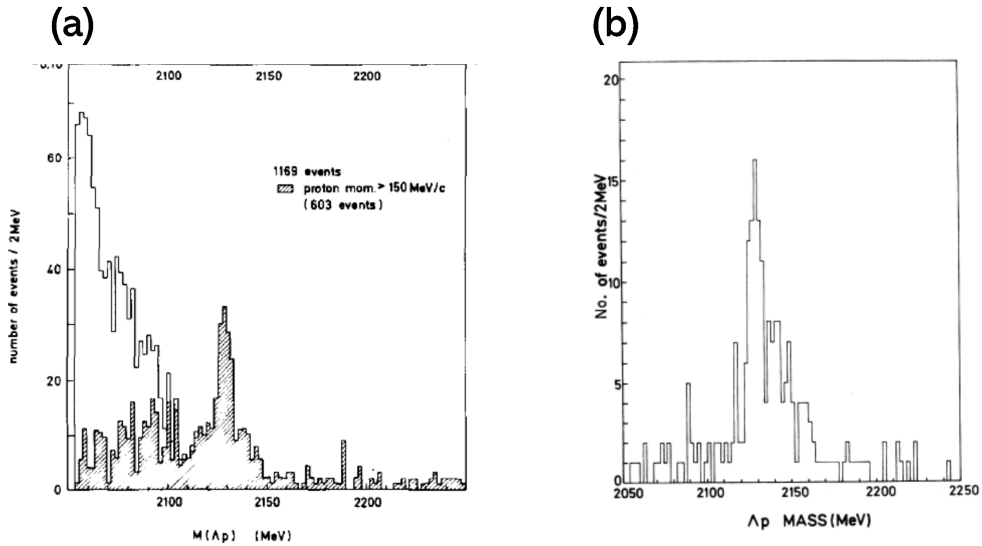 (a)
(b)
0.10
2100
2150
2200
1169 events
proton mom. > 150 MeV/c
(603 events)
number of events / 2MeV
60
40
20
0
2100
2150
2200
M(Λp) (MeV)
No. of events/2MeV
20
15
10
5
0
2050
2100
2150
2200
2250
Λp MASS(MeV)